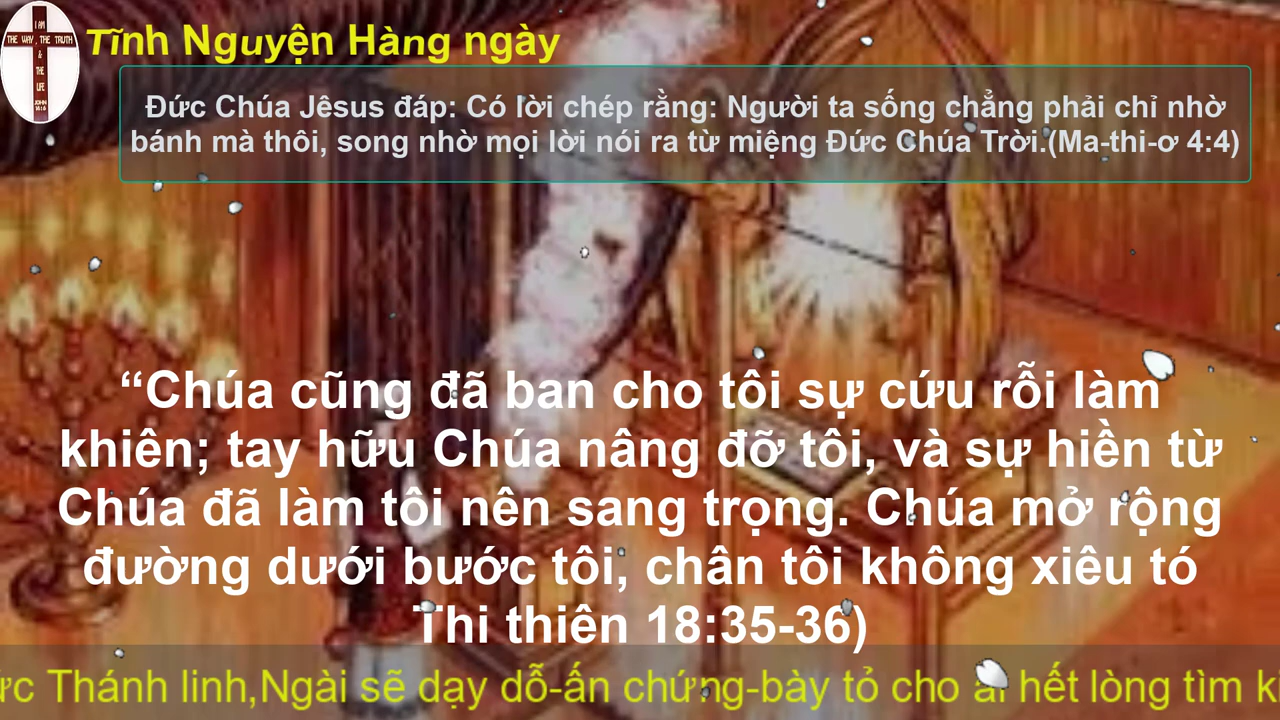 I AM
THE WAY, THE TRUTH
&
THE
LIFE
JOHN
Tĩnh Nguyện Hàng ngày
Đức Chúa Jêsus đáp: Có lời chép rằng: Người ta sống chẳng phải chỉ nhờ
bánh mà thôi, song nhờ mọi lời nói ra từ miệng Đức Chúa Trời.(Ma-thi-ơ 4:4)
“Chúa cũng đã ban cho tôi sự cứu rỗi làm
khiên; tay hữu Chúa nâng đỡ tôi, và sự hiền từ
Chúa đã làm tôi nên sang trọng. Chúa mở rộng
đường dưới bước tôi, chân tôi không xiêu tó
Thi thiên 18:35-36)
Thánh linh,Ngài sẽ dạy dỗ-ấn chứng-bày tỏ cho ai hết lòng tìm